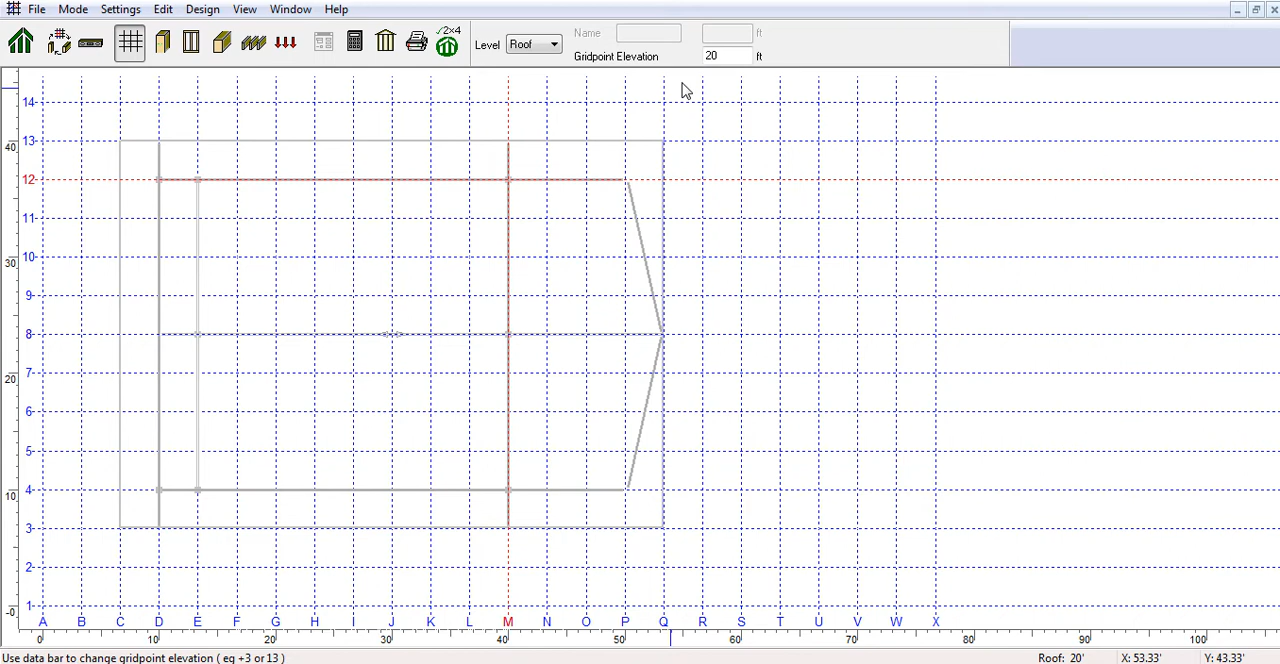 File Mode Settings Edit Design View Window Help
2x4
Level Roof Name ft
Gridpoint Elevation 20 ft
14
13
40
12
11
10
30
9
8
7
20
6
5
10 4
3
2
-0 1
A B C D E F G H I J K L M N O P Q R S T U V W X
0 10 20 30 40 50 60 70 80 90 100
Use data bar to change gridpoint elevation ( eg +3 or 13 ) Roof: 20' X: 53.33' Y: 43.33'